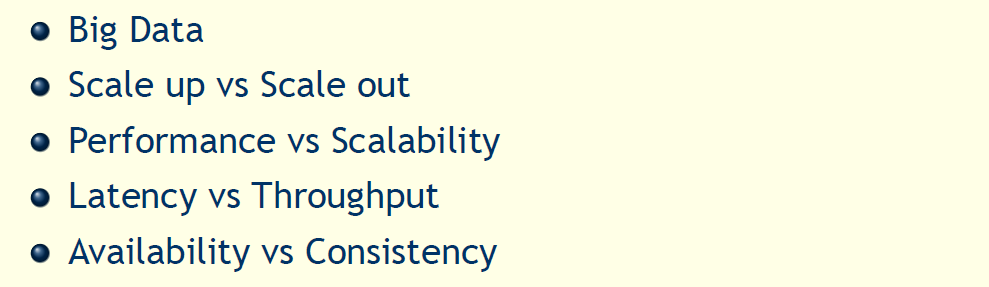 Big Data
Scale up vs Scale out
Performance vs Scalability
Latency vs Throughput
Availability vs Consistency